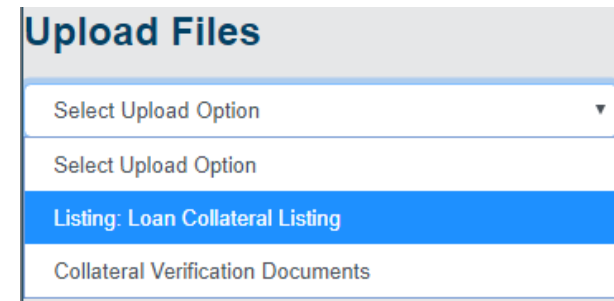 Upload Files
Select Upload Option
Select Upload Option
Listing: Loan Collateral Listing
Collateral Verification Documents